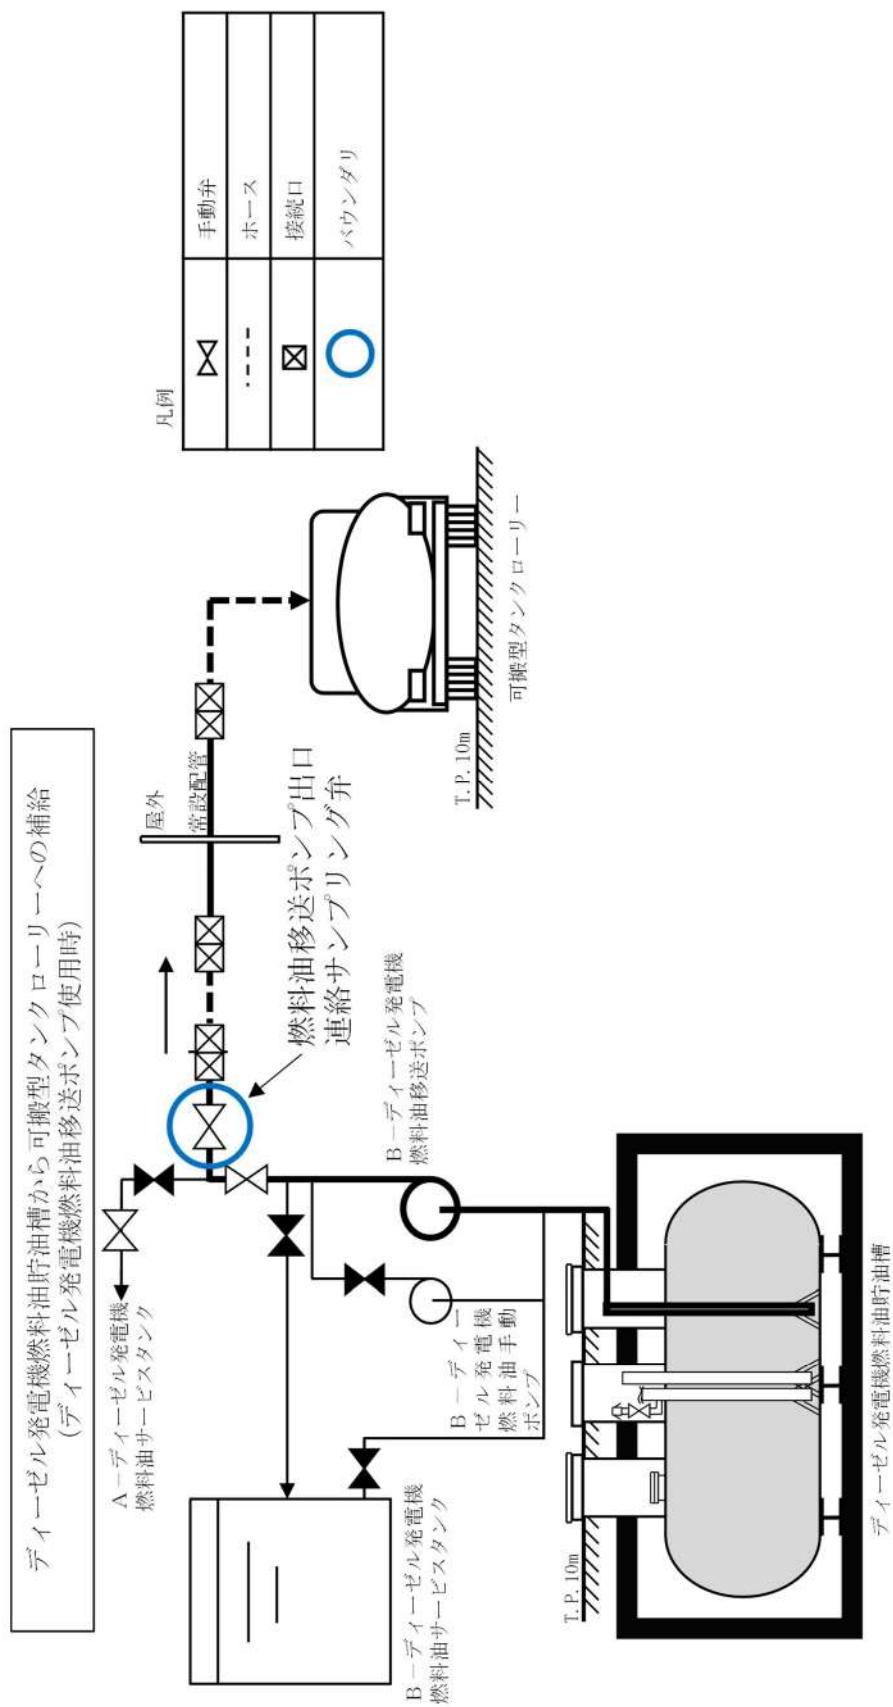 ディーゼル発電機燃料油貯油槽から可搬型タンクローリーへの補給
(ディーゼル発電機燃料油移送ポンプ使用時)
凡例
手動弁
ホース
接続口
バウンダリ
A-ディーゼル発電機
燃料油サービスタンク
屋外
常設配管
燃料油移送ポンプ出口
連絡サンプリング弁
B-ディーゼル発電機
燃料油移送ポンプ
B-ディー
ゼル発電機
燃料油手動
ポンプ
B-ディーゼル発電機
燃料油サービスタンク
T.P.10m
可搬型タンクローリー
T.P.10m
ディーゼル発電機燃料油貯油槽